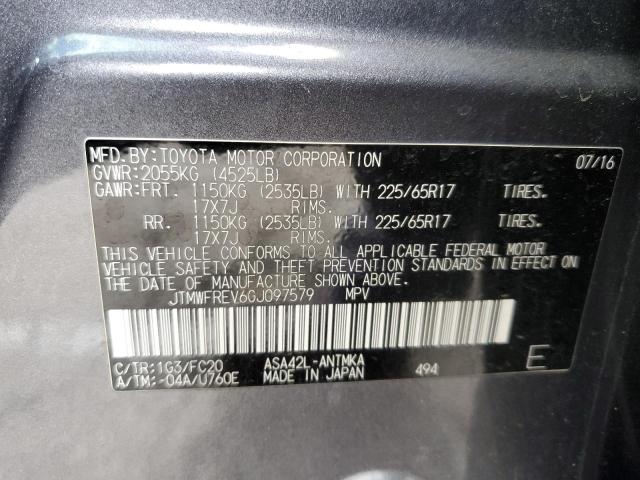 MFD.BY:TOYOTA MOTOR CORPORATION 07/16
GVWR:2055KG (4525LB)
GAWR:FRT. 1150KG (2535LB) WITH 225/65R17 TIRES.
17X7J RIMS.
RR. 1150KG (2535LB) WITH 225/65R17 TIRES.
17X7J RIMS.
THIS VEHICLE CONFORMS TO ALL APPLICABLE FEDERAL MOTOR
VEHICLE SAFETY AND THEFT PREVENTION STANDARDS IN EFFECT ON
THE DATE OF MANUFACTURE SHOWN ABOVE.
JTMWFREV6GJ097579 MPV
C/TR:1G3/FC20 ASA42L-ANTMKA
A/TM:-04A/U760E MADE IN JAPAN 494 E